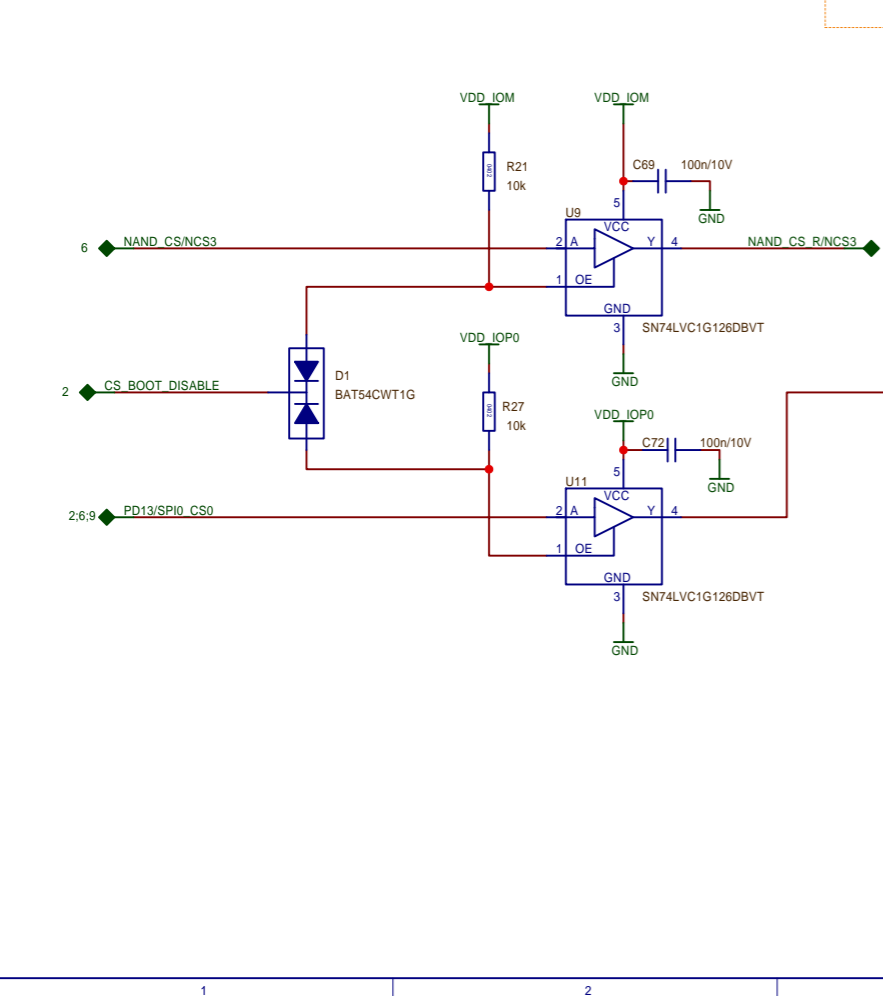 VDD_IOM
VDD_IOM
R21
10k
0402
C69
100n/10V
GND
5
U9
VCC
6
NAND_CS/NCS3
2
A
Y
4
NAND_CS_R/NCS3
1
OE
GND
3
SN74LVC1G126DBVT
GND
VDD_IOP0
2
CS_BOOT_DISABLE
D1
BAT54CWT1G
R27
10k
0402
VDD_IOP0
C72
100n/10V
GND
5
U11
VCC
2;6;9
PD13/SPI0_CS0
2
A
Y
4
1
OE
GND
3
SN74LVC1G126DBVT
GND
1
2